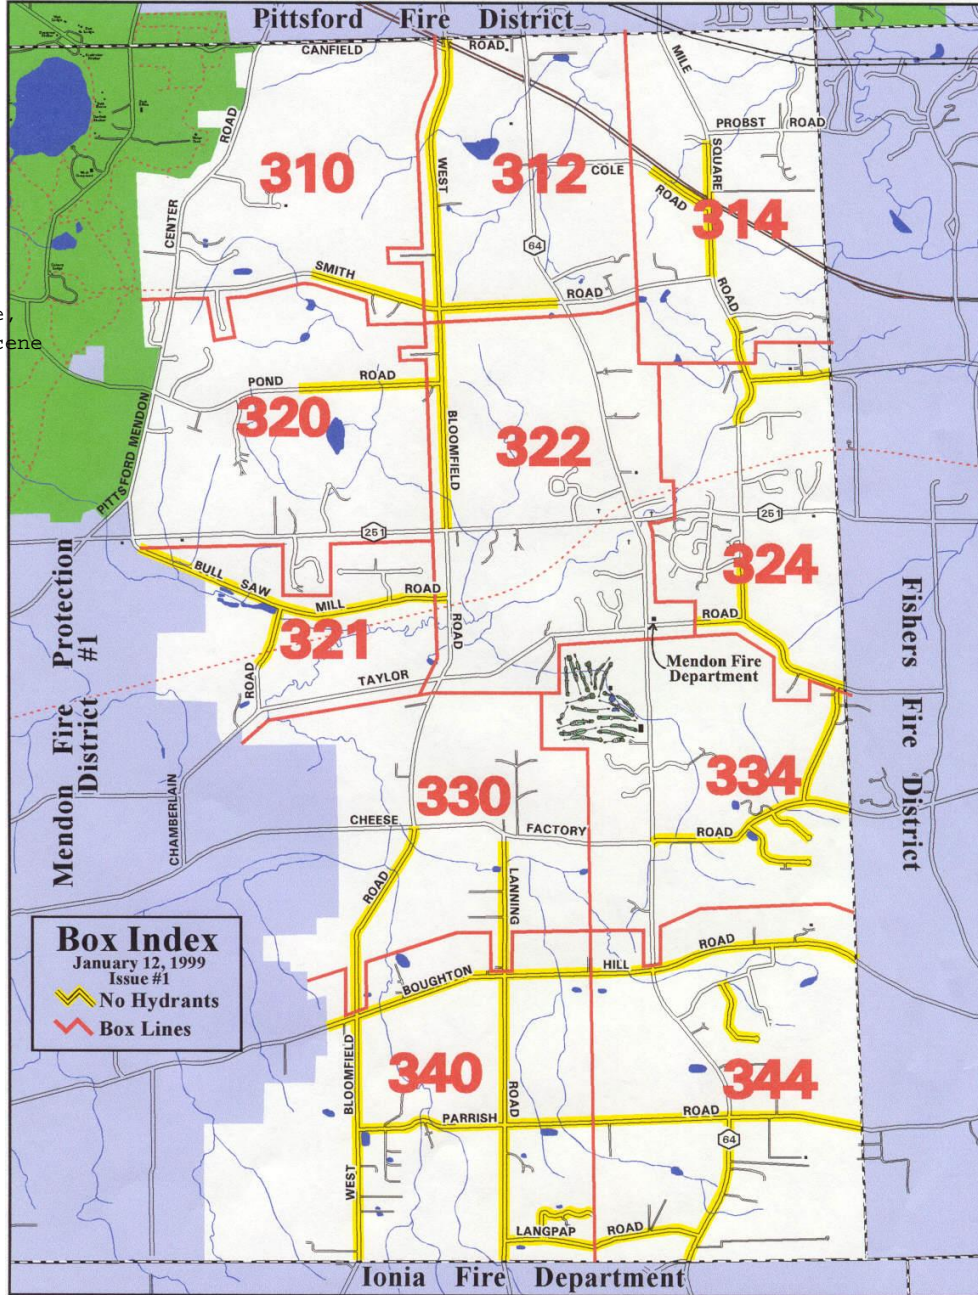 Pittsford Fire District
CANFIELD ROAD
MILE
PROBST ROAD
SQUARE
ROAD
310
312
COLE
ROAD
314
WEST
CENTER
64
SMITH
ROAD
ROAD
cene
POND ROAD
320
322
PITTSFORD MENDON
BLOOMFIELD
251
251
324
BULL SAW MILL ROAD
321
ROAD
ROAD
ROAD
TAYLOR
Mendon Fire
Department
Mendon Fire Protection
District #1
Fishers Fire District
330
334
CHAMBERLAIN
CHEESE FACTORY ROAD
ROAD
LANNING
Box Index
January 12, 1999
Issue #1
No Hydrants
Box Lines
BOUGHTON HILL ROAD
BLOOMFIELD
340
344
ROAD
PARRISH ROAD
64
WEST
LANGPAP ROAD
Ionia Fire Department